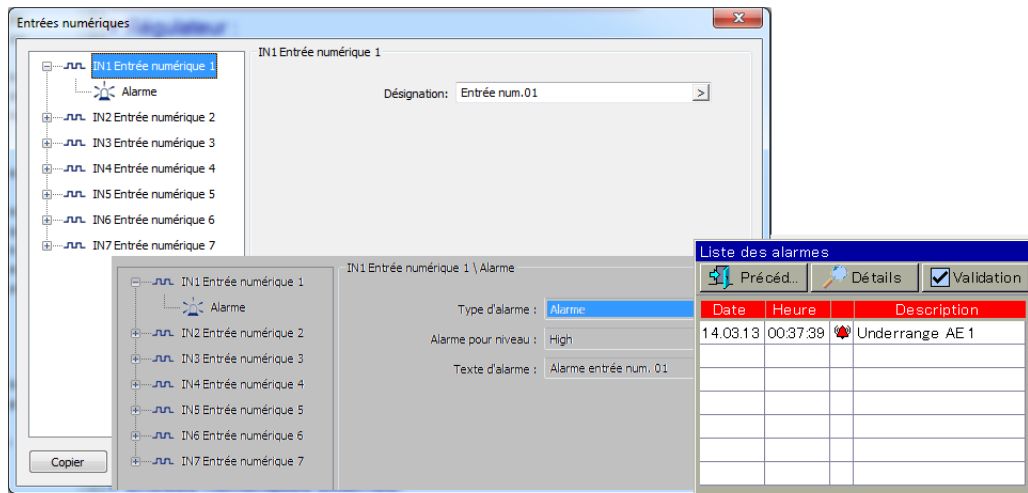 Entrées numériques
IN1 Entrée numérique 1
Alarme
IN2 Entrée numérique 2
IN3 Entrée numérique 3
IN4 Entrée numérique 4
IN5 Entrée numérique 5
IN6 Entrée numérique 6
IN7 Entrée numérique 7
IN1 Entrée numérique 1
Désignation: Entrée num.01 >
Copier
IN1 Entrée numérique 1
Alarme
IN2 Entrée numérique 2
IN3 Entrée numérique 3
IN4 Entrée numérique 4
IN5 Entrée numérique 5
IN6 Entrée numérique 6
IN7 Entrée numérique 7
IN1 Entrée numérique 1 \ Alarme
Type d'alarme : Alarme
Alarme pour niveau : High
Texte d'alarme : Alarme entrée num. 01
Liste des alarmes
Précéd... Détails Validation
Date Heure Description
14.03.13 00:37:39 Underrange AE 1